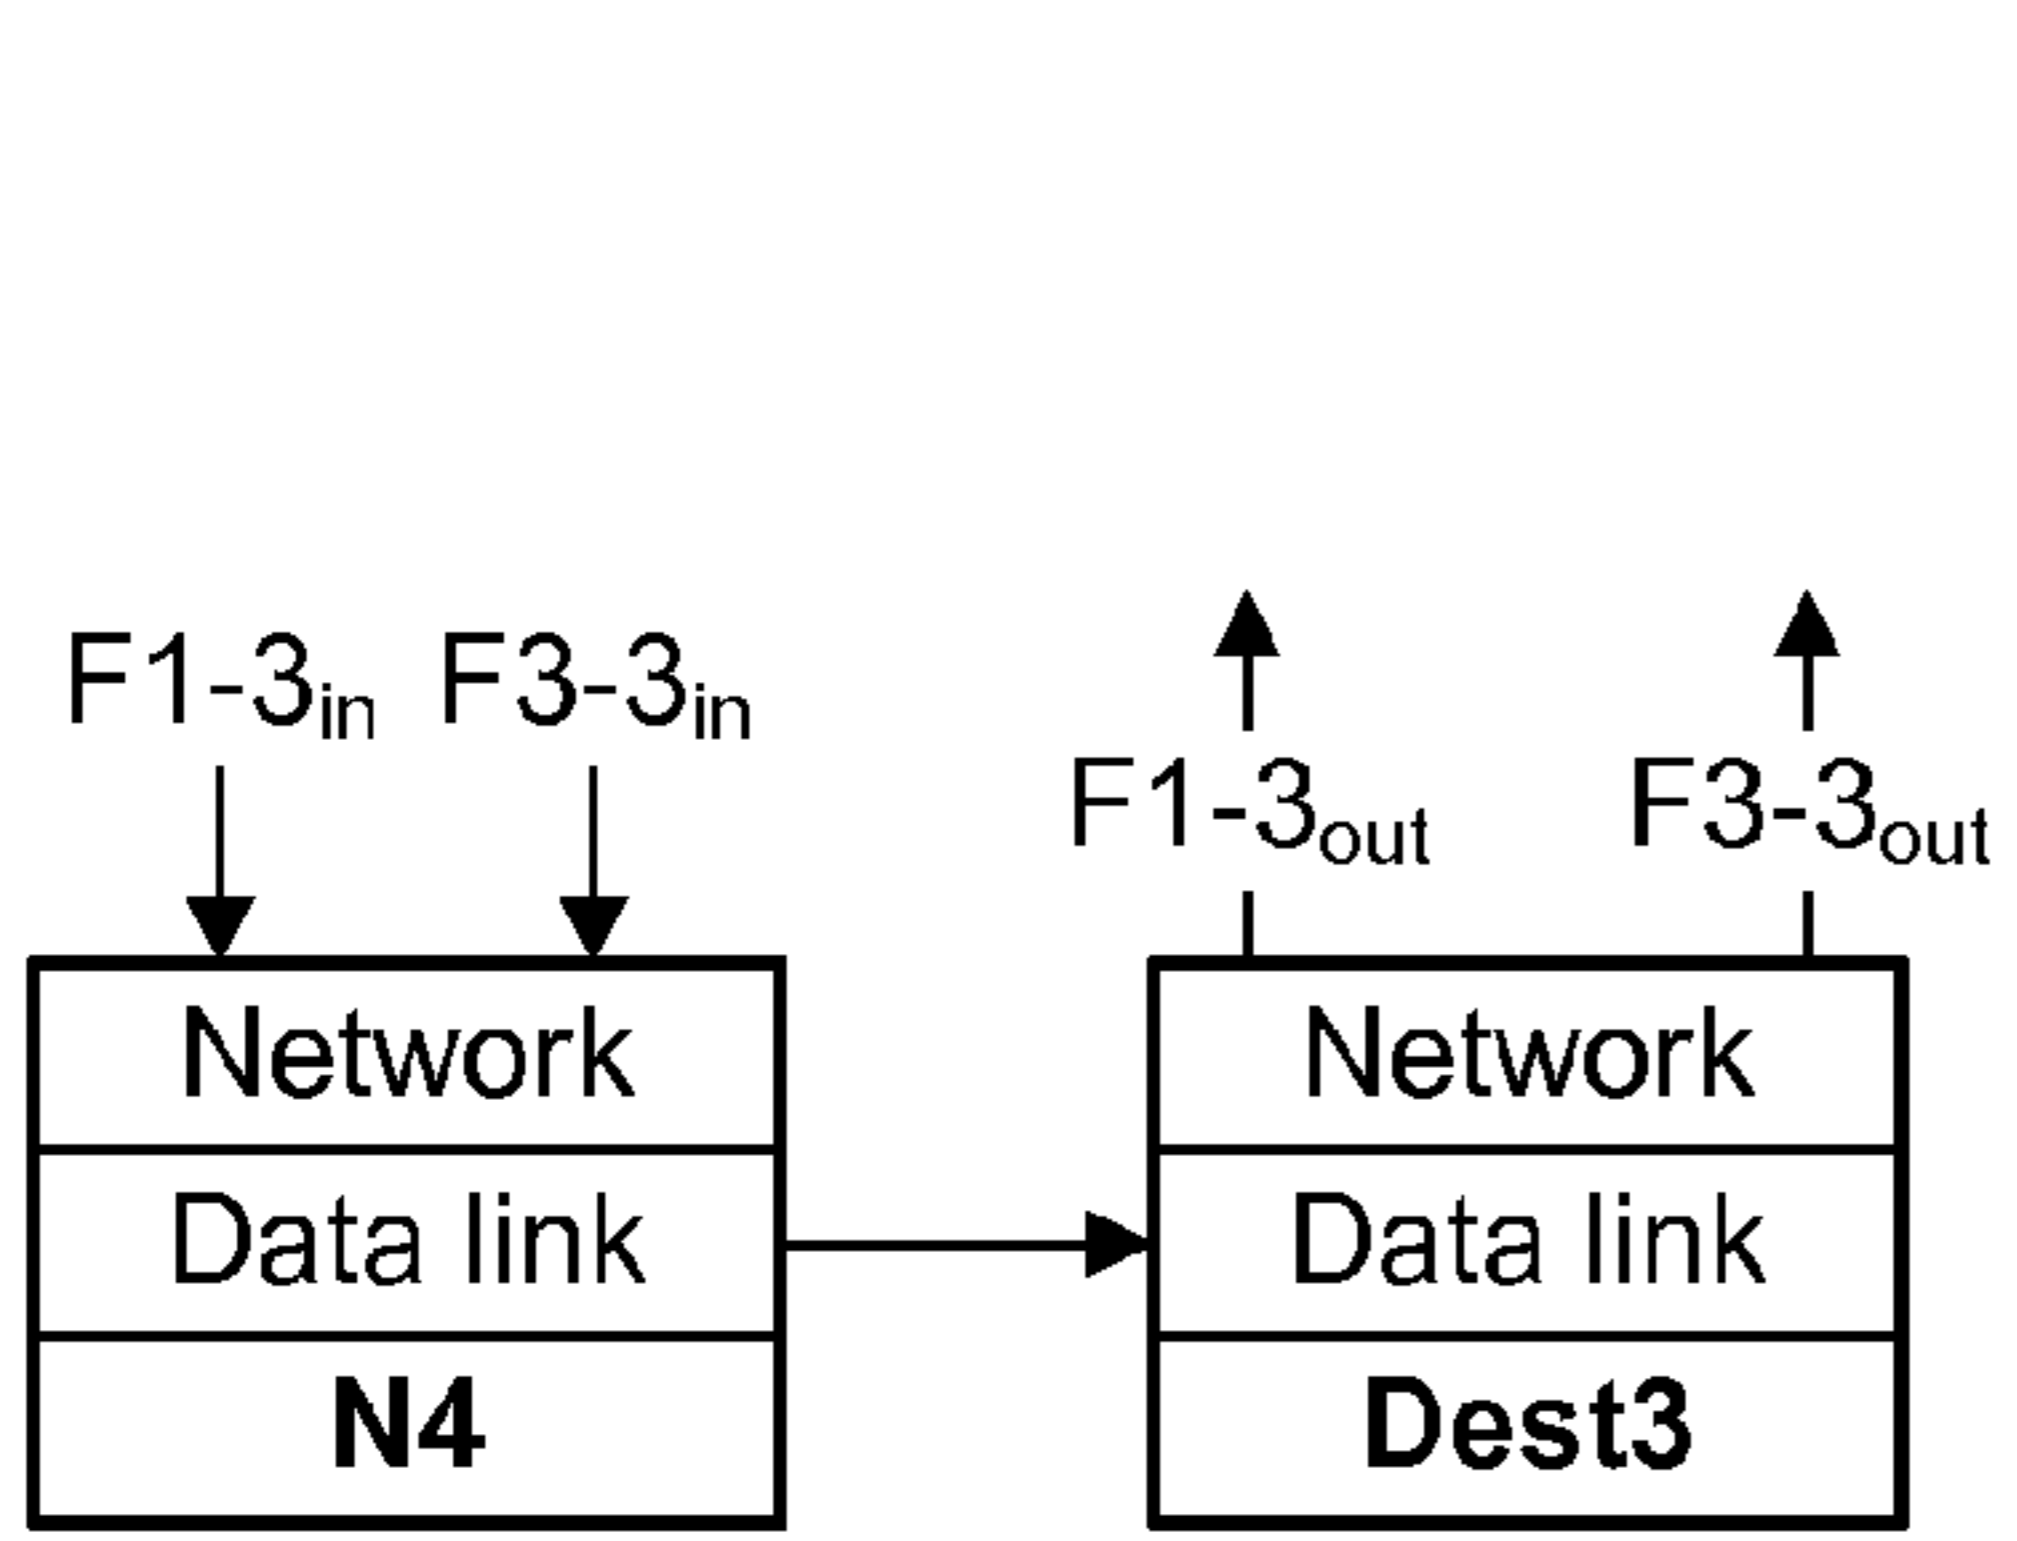 F1-3in F3-3in
F1-3out F3-3out
Network Network
Data link Data link
N4 Dest3